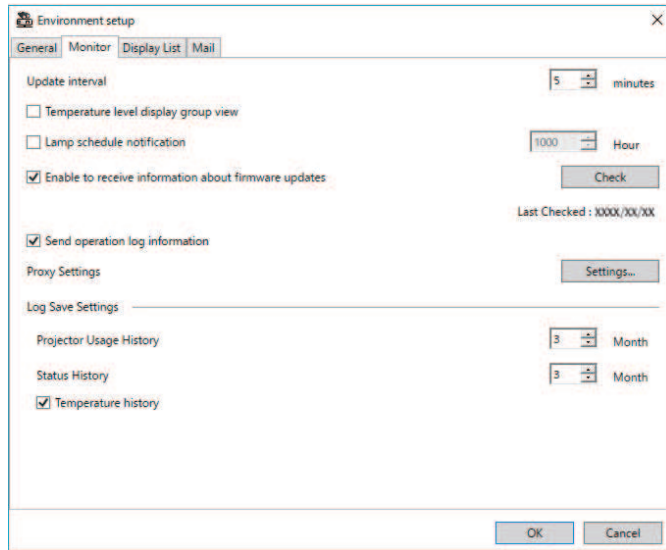 Environment setup
General Monitor Display List Mail
Update interval 5 minutes
Temperature level display group view
Lamp schedule notification 1000 Hour
Enable to receive information about firmware updates Check
Last Checked : XXXX/XX/XX
Send operation log information
Proxy Settings Settings...
Log Save Settings
Projector Usage History 3 Month
Status History 3 Month
Temperature history
OK Cancel